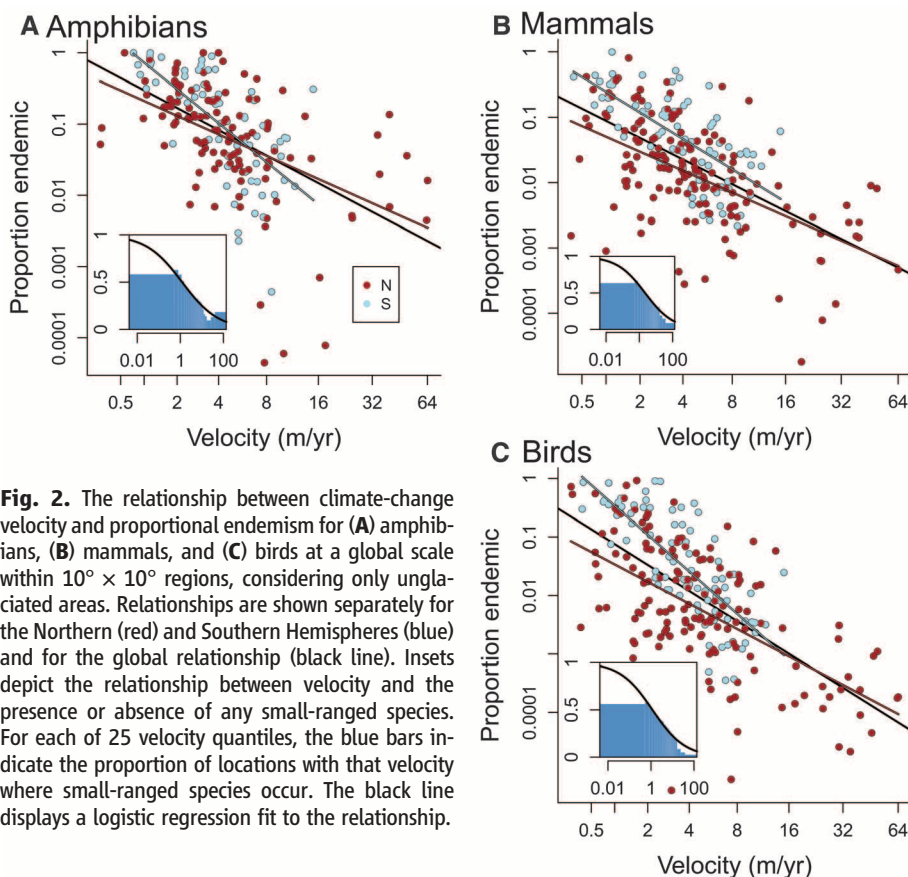 A Amphibians
Proportion endemic
1
0.1
0.01
0.001
0.0001
1
0.5
0
0.01 1 100
N
S
0.5 2 4 8 16 32 64
Velocity (m/yr)
B Mammals
Proportion endemic
1
0.1
0.01
0.001
0.0001
1
0.5
0
0.01 1 100
0.5 2 4 8 16 32 64
Velocity (m/yr)
C Birds
Proportion endemic
1
0.1
0.01
0.0001
1
0.5
0
0.01 1 100
0.5 2 4 8 16 32 64
Velocity (m/yr)
Fig. 2. The relationship between climate-change
velocity and proportional endemism for (A) amphib-
ians, (B) mammals, and (C) birds at a global scale
within 10° × 10° regions, considering only ungla-
ciated areas. Relationships are shown separately for
the Northern (red) and Southern Hemispheres (blue)
and for the global relationship (black line). Insets
depict the relationship between velocity and the
presence or absence of any small-ranged species.
For each of 25 velocity quantiles, the blue bars in-
dicate the proportion of locations with that velocity
where small-ranged species occur. The black line
displays a logistic regression fit to the relationship.